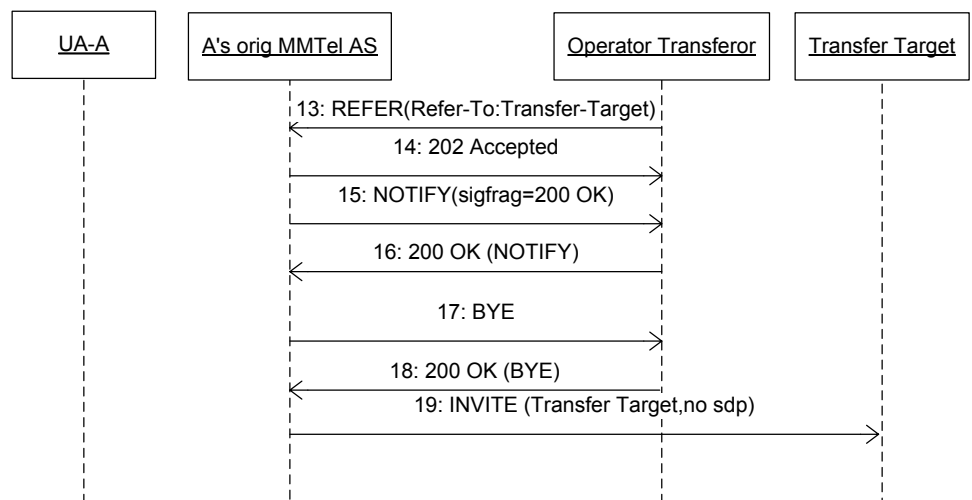 UA-A
A's orig MMTel AS
Operator Transferor
Transfer Target
13: REFER(Refer-To:Transfer-Target)
14: 202 Accepted
15: NOTIFY(sigfrag=200 OK)
16: 200 OK (NOTIFY)
17: BYE
18: 200 OK (BYE)
19: INVITE (Transfer Target,no sdp)